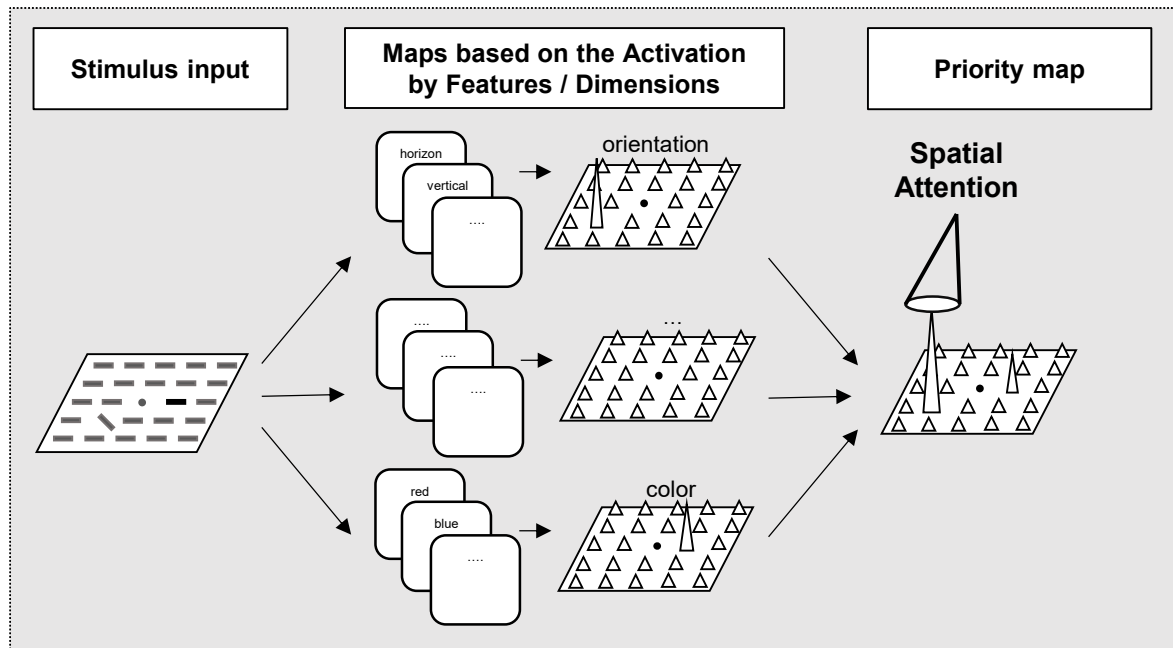 Stimulus input
Maps based on the Activation
by Features / Dimensions
Priority map
horizon
vertical
....
orientation
Spatial
Attention
....
....
....
...
red
blue
....
color